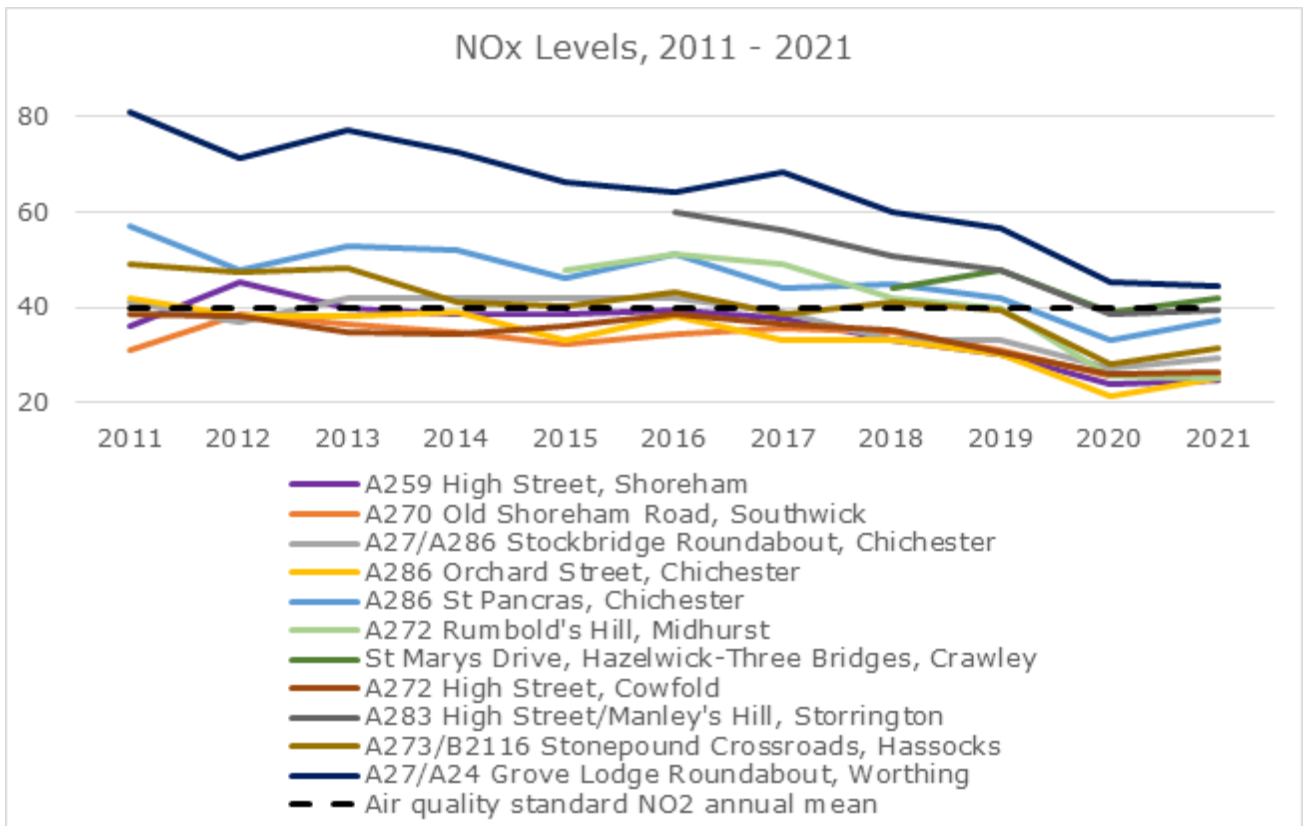 NOx Levels, 2011 - 2021
80
60
40
20
2011 2012 2013 2014 2015 2016 2017 2018 2019 2020 2021
A259 High Street, Shoreham
A270 Old Shoreham Road, Southwick
A27/A286 Stockbridge Roundabout, Chichester
A286 Orchard Street, Chichester
A286 St Pancras, Chichester
A272 Rumbold's Hill, Midhurst
St Marys Drive, Hazelwick-Three Bridges, Crawley
A272 High Street, Cowfold
A283 High Street/Manley's Hill, Storrington
A273/B2116 Stonepound Crossroads, Hassocks
A27/A24 Grove Lodge Roundabout, Worthing
Air quality standard NO2 annual mean